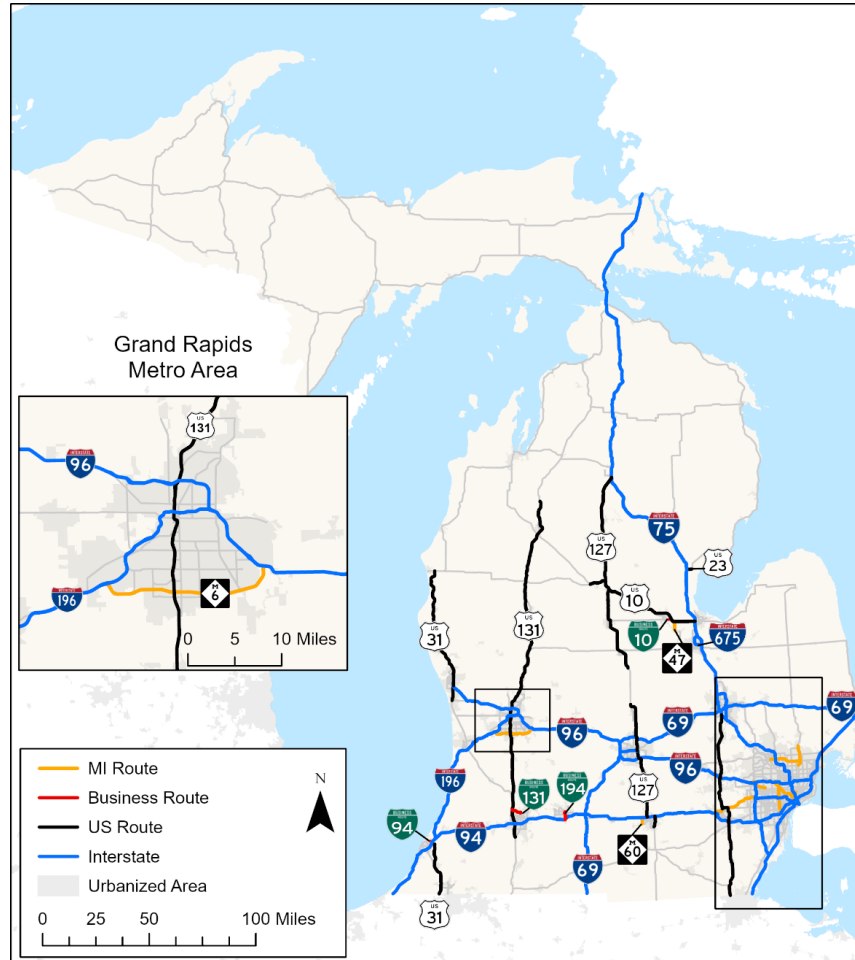 Grand Rapids
Metro Area
US
131
INTERSTATE
96
INTERSTATE
196
M
6
0 5 10 Miles
INTERSTATE
75
US
127
US
23
US
10
US
31
US
131
BUSINESS
10
M
47
INTERSTATE
675
INTERSTATE
69
INTERSTATE
69
INTERSTATE
96
INTERSTATE
96
INTERSTATE
196
BUSINESS
131
BUSINESS
194
US
127
BUSINESS
94
INTERSTATE
94
M
60
INTERSTATE
69
US
31
MI Route
Business Route
US Route
Interstate
Urbanized Area
N
0 25 50 100 Miles